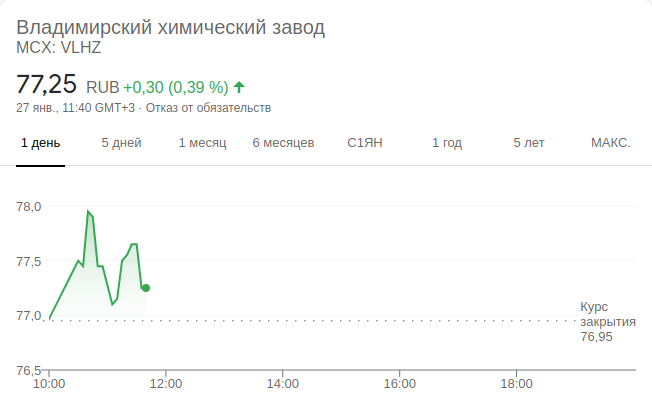 Владимирский химический завод
MCX: VLHZ
77,25 RUB +0,30 (0,39 %)
27 янв., 11:40 GMT+3 · Отказ от обязательств
1 день 5 дней 1 месяц 6 месяцев С1ЯН 1 год 5 лет МАКС.
78,0
77,5
77,0
Курс
закрытия
76,95
76,5
10:00 12:00 14:00 16:00 18:00